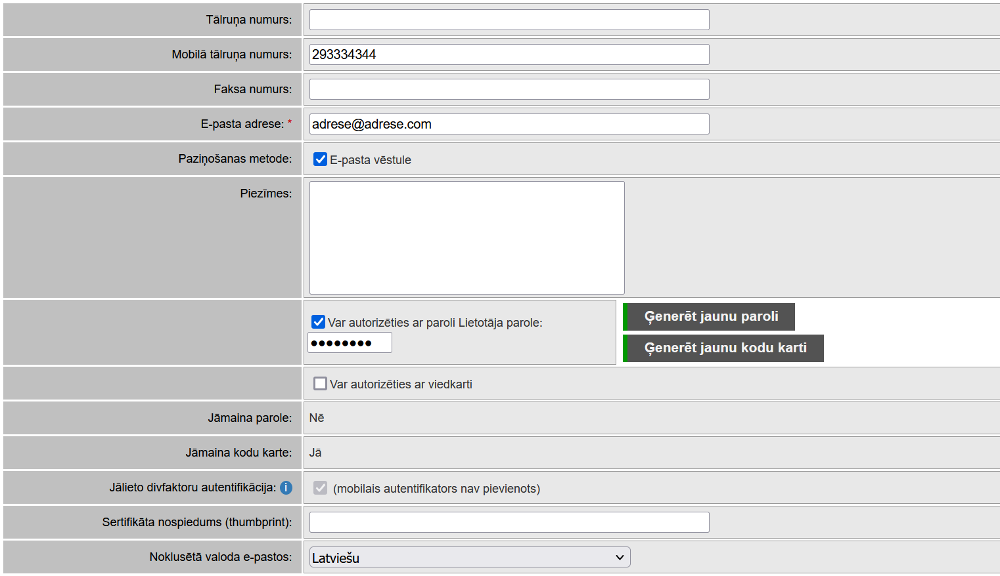 Tālruņa numurs:
Mobilā tālruņa numurs: 293334344
Faksa numurs:
E-pasta adrese: * adrese@adrese.com
Paziņošanas metode: E-pasta vēstule
Piezīmes:
Var autorizēties ar paroli Lietotāja parole:
●●●●●●●●
Ģenerēt jaunu paroli
Ģenerēt jaunu kodu karti
Var autorizēties ar viedkarti
Jāmaina parole: Nē
Jāmaina kodu karte: Jā
Jālieto divfaktoru autentifikācija: i (mobilais autentifikators nav pievienots)
Sertifikāta nospiedums (thumbprint):
Noklusētā valoda e-pastos: Latviešu